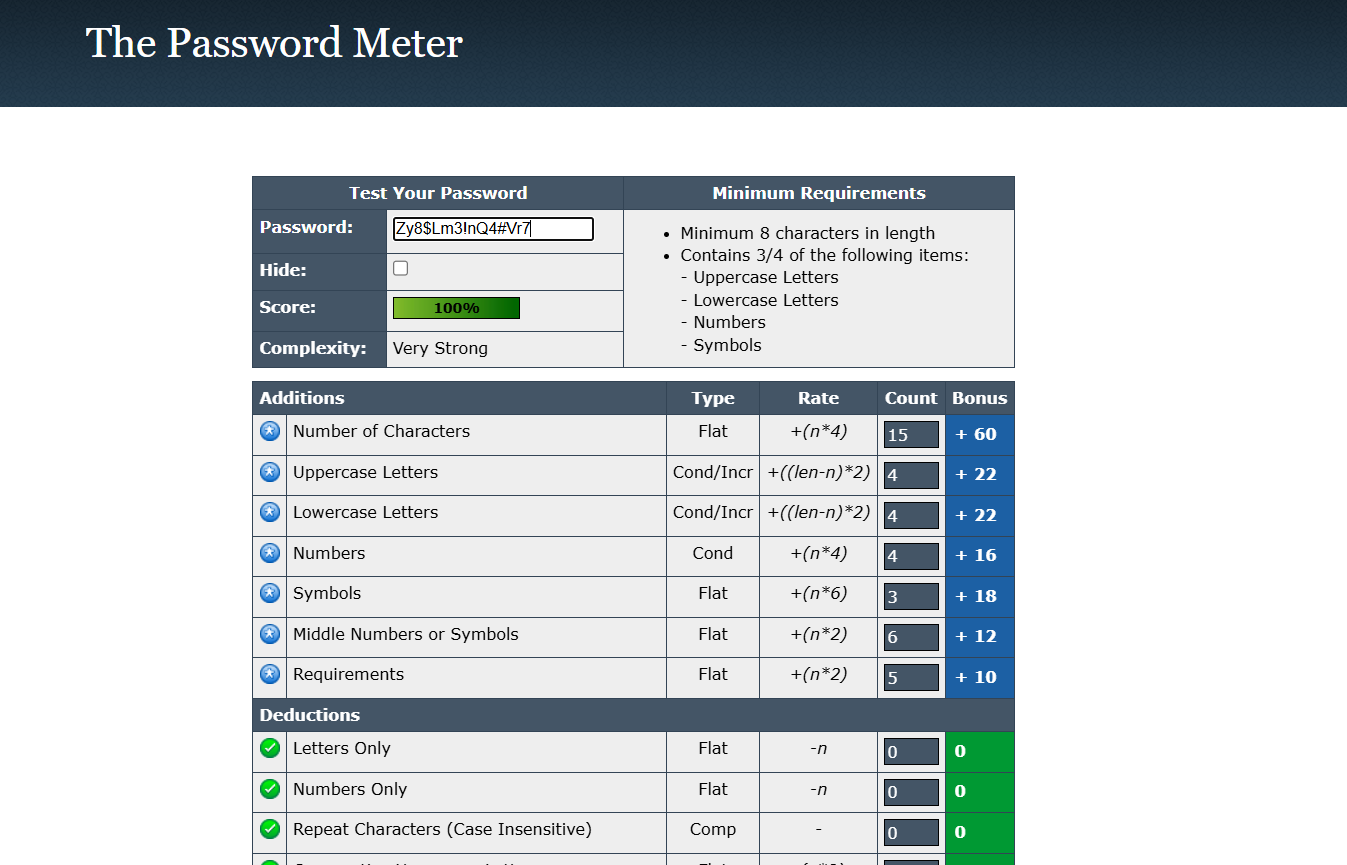 The Password Meter
Test Your Password Minimum Requirements
Password: Zy8$Lm3!nQ4#Vr7
Hide:
Score: 100%
Complexity: Very Strong
• Minimum 8 characters in length
• Contains 3/4 of the following items:
- Uppercase Letters
- Lowercase Letters
- Numbers
- Symbols
Additions Type Rate Count Bonus
Number of Characters Flat +(n*4) 15 + 60
Uppercase Letters Cond/Incr +((len-n)*2) 4 + 22
Lowercase Letters Cond/Incr +((len-n)*2) 4 + 22
Numbers Cond +(n*4) 4 + 16
Symbols Flat +(n*6) 3 + 18
Middle Numbers or Symbols Flat +(n*2) 6 + 12
Requirements Flat +(n*2) 5 + 10
Deductions
Letters Only Flat -n 0 0
Numbers Only Flat -n 0 0
Repeat Characters (Case Insensitive) Comp - 0 0